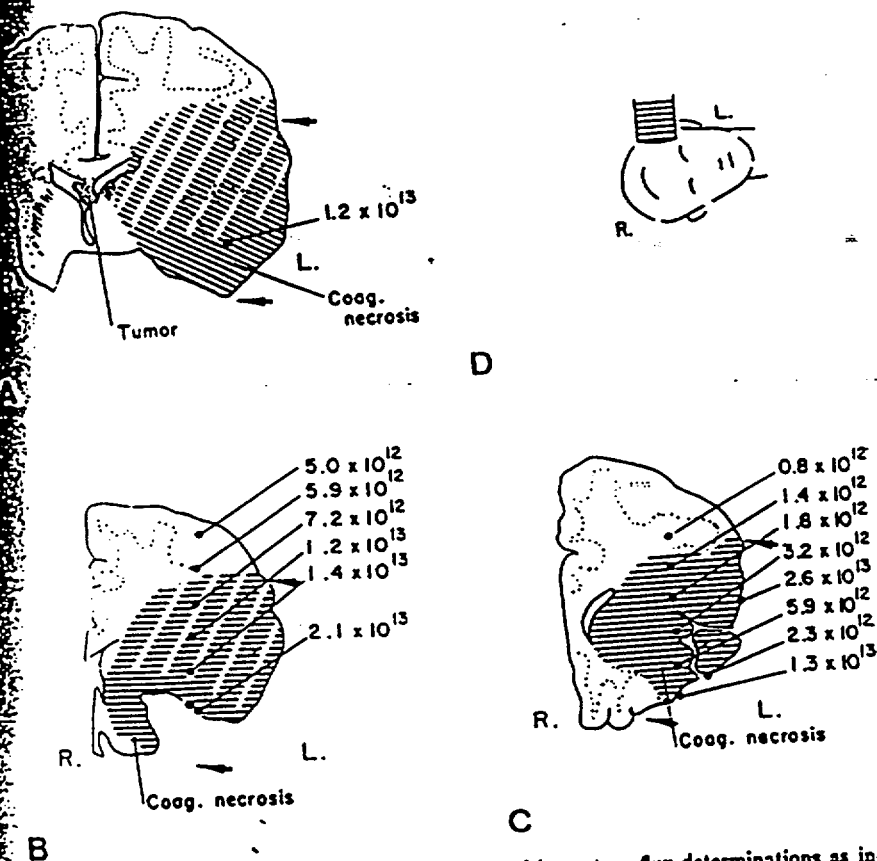 1.2 x 10^13
L.
Coag.
necrosis
Tumor
A
L.
R.
D
5.0 x 10^12
5.9 x 10^12
7.2 x 10^12
1.2 x 10^13
1.4 x 10^13
2.1 x 10^13
R.
L.
Coag. necrosis
B
0.8 x 10^12
1.4 x 10^12
1.8 x 10^12
3.2 x 10^12
2.6 x 10^13
5.9 x 10^12
2.3 x 10^12
1.3 x 10^13
R.
L.
Coag. necrosis
C
flux determinations as in